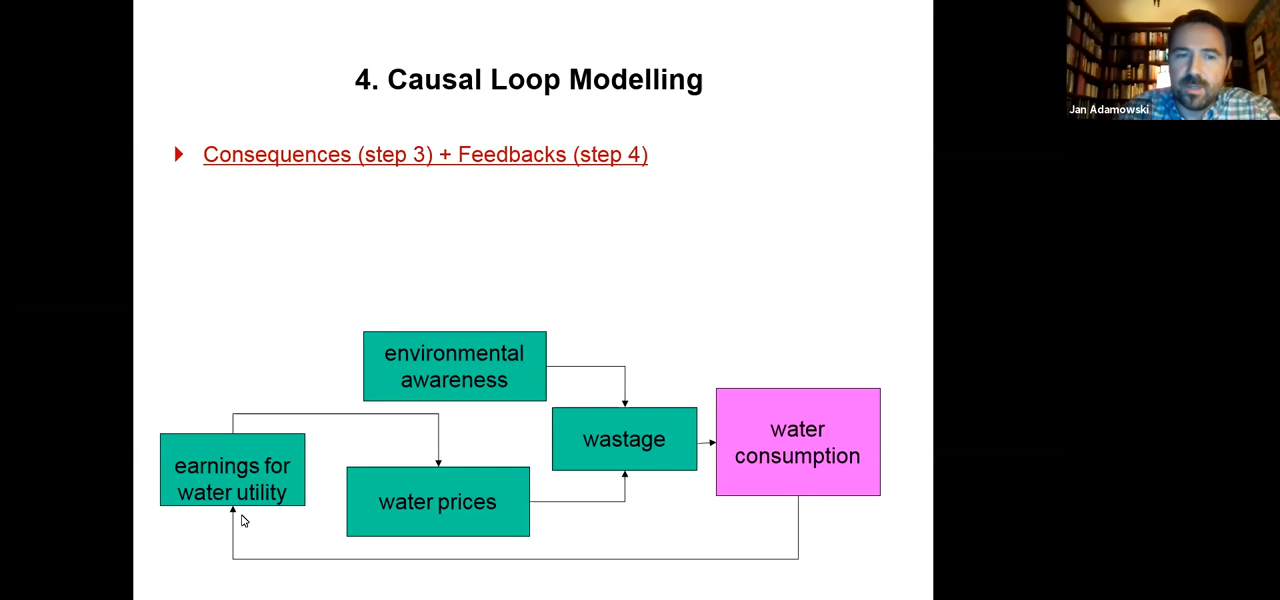 4. Causal Loop Modelling
Consequences (step 3) + Feedbacks (step 4)
environmental
awareness
wastage
water
consumption
earnings for
water utility
water prices
Jan Adamowski